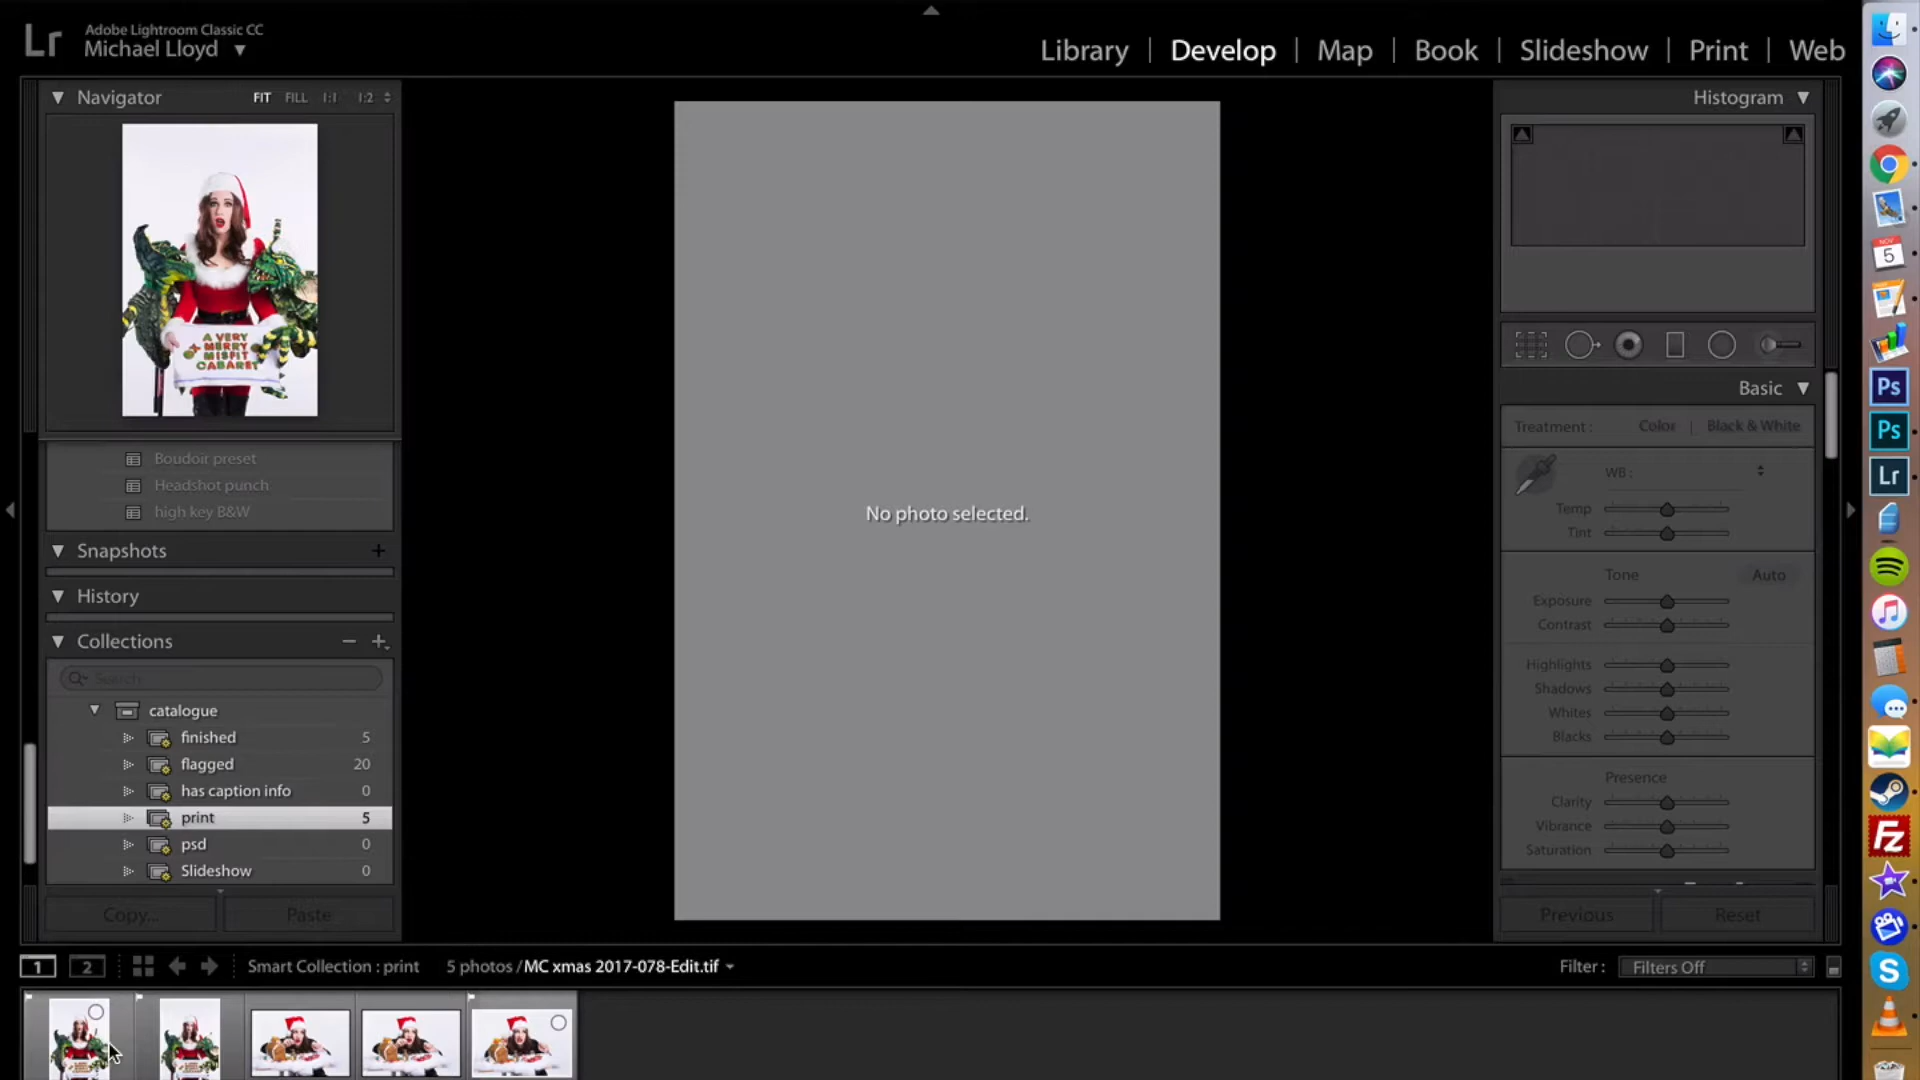 Lr
Adobe Lightroom Classic CC
Michael Lloyd
Library | Develop | Map | Book | Slideshow | Print | Web
Navigator FIT FILL 1:1 1:2
Histogram
A VERY
MERRY
MISFIT
CABARET
Basic
Treatment : Color | Black & White
WB :
Temp
Tint
Tone Auto
Exposure
Contrast
Highlights
Shadows
Whites
Blacks
Presence
Clarity
Vibrance
Saturation
Previous
Reset
Boudoir preset
Headshot punch
high key B&W
Snapshots +
History
Collections − +
Search
catalogue
finished 5
flagged 20
has caption info 0
print 5
psd 0
Slideshow 0
Copy...
Paste
No photo selected.
1 2
Smart Collection : print 5 photos / MC xmas 2017-078-Edit.tif
Filter : Filters Off
NOV
5
Ps
Ps
Lr
Fz
S